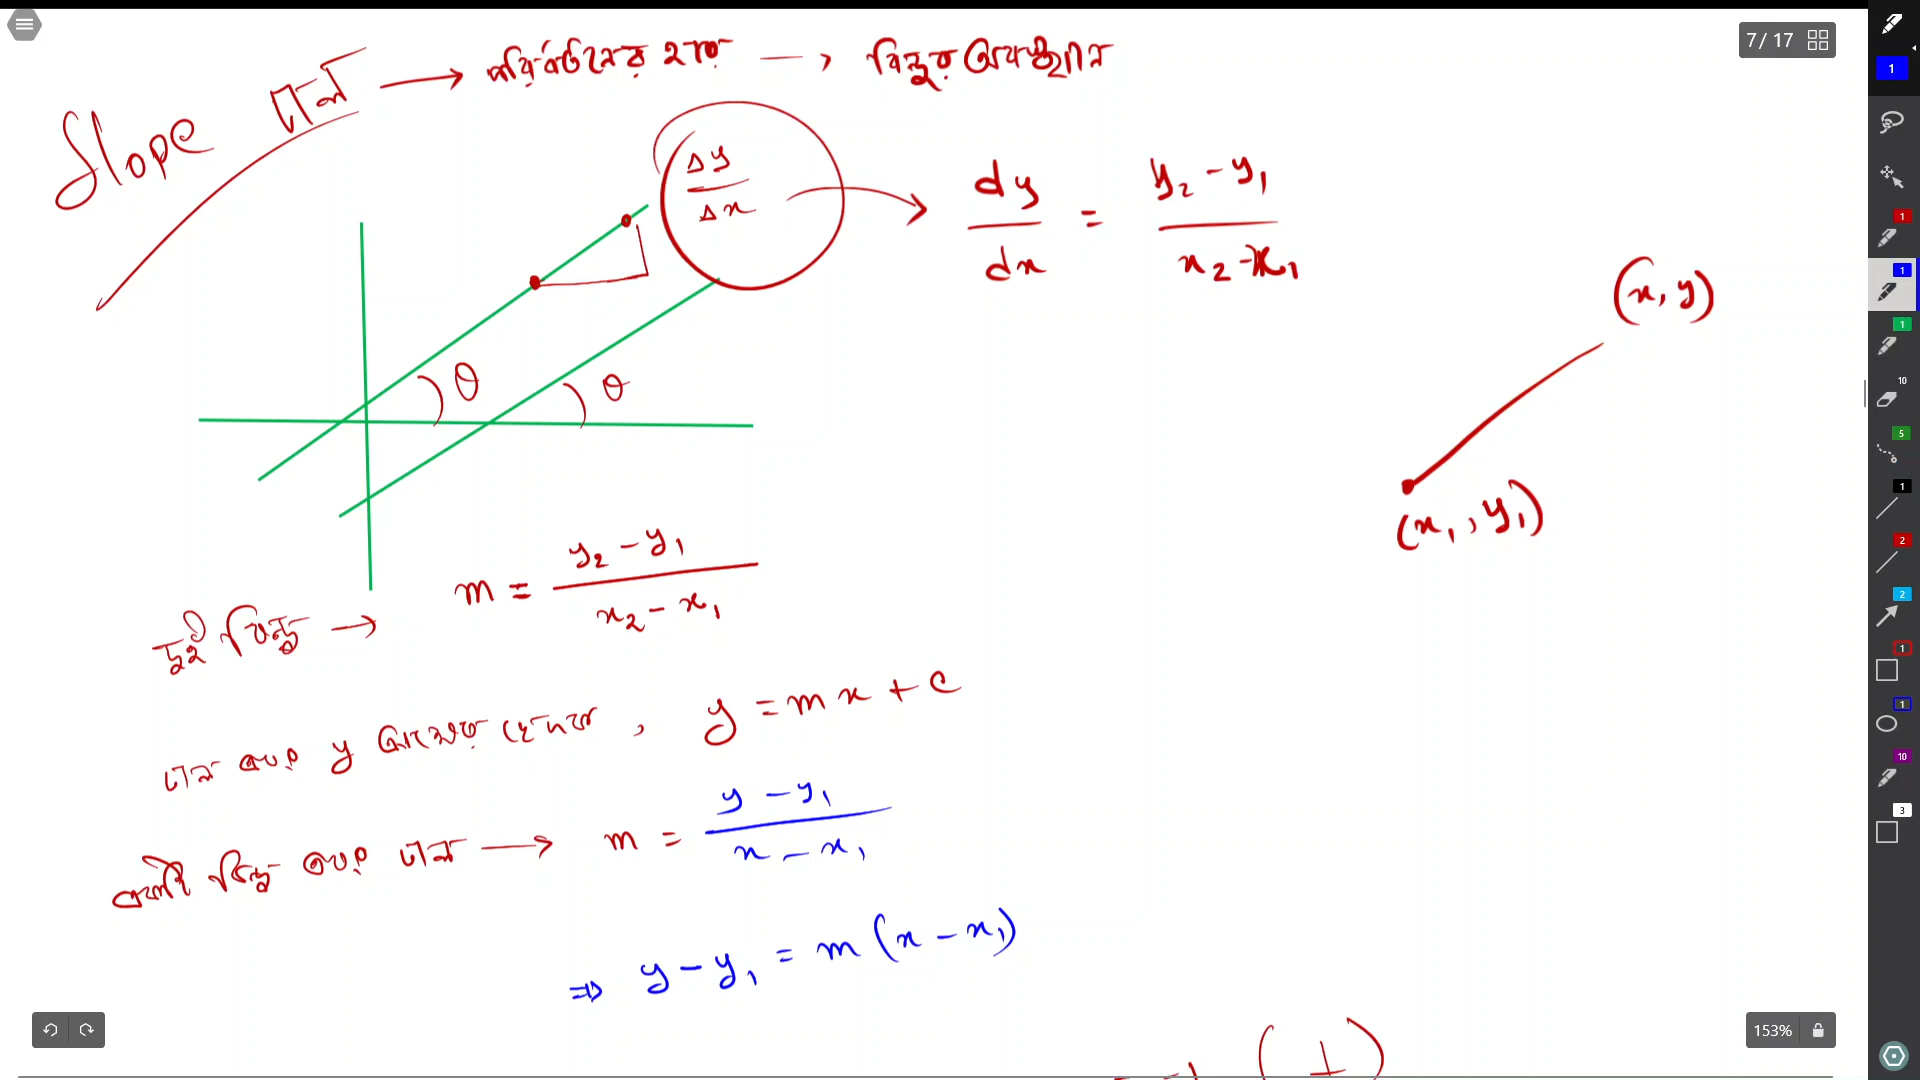 Slope ঢাল → পরিবর্তনের হার → বিন্দুর অবস্থান
7 / 17
Δy/Δx → dy/dx = (y₂ - y₁)/(x₂ - x₁)
(x, y)
θ θ
(x₁, y₁)
দুই বিন্দু → m = (y₂ - y₁)/(x₂ - x₁)
ঢাল এবং y অক্ষের ছেদক, y = mx + c
একটি বিন্দু এবং ঢাল → m = (y - y₁)/(x - x₁)
⇒ y - y₁ = m(x - x₁)
153%